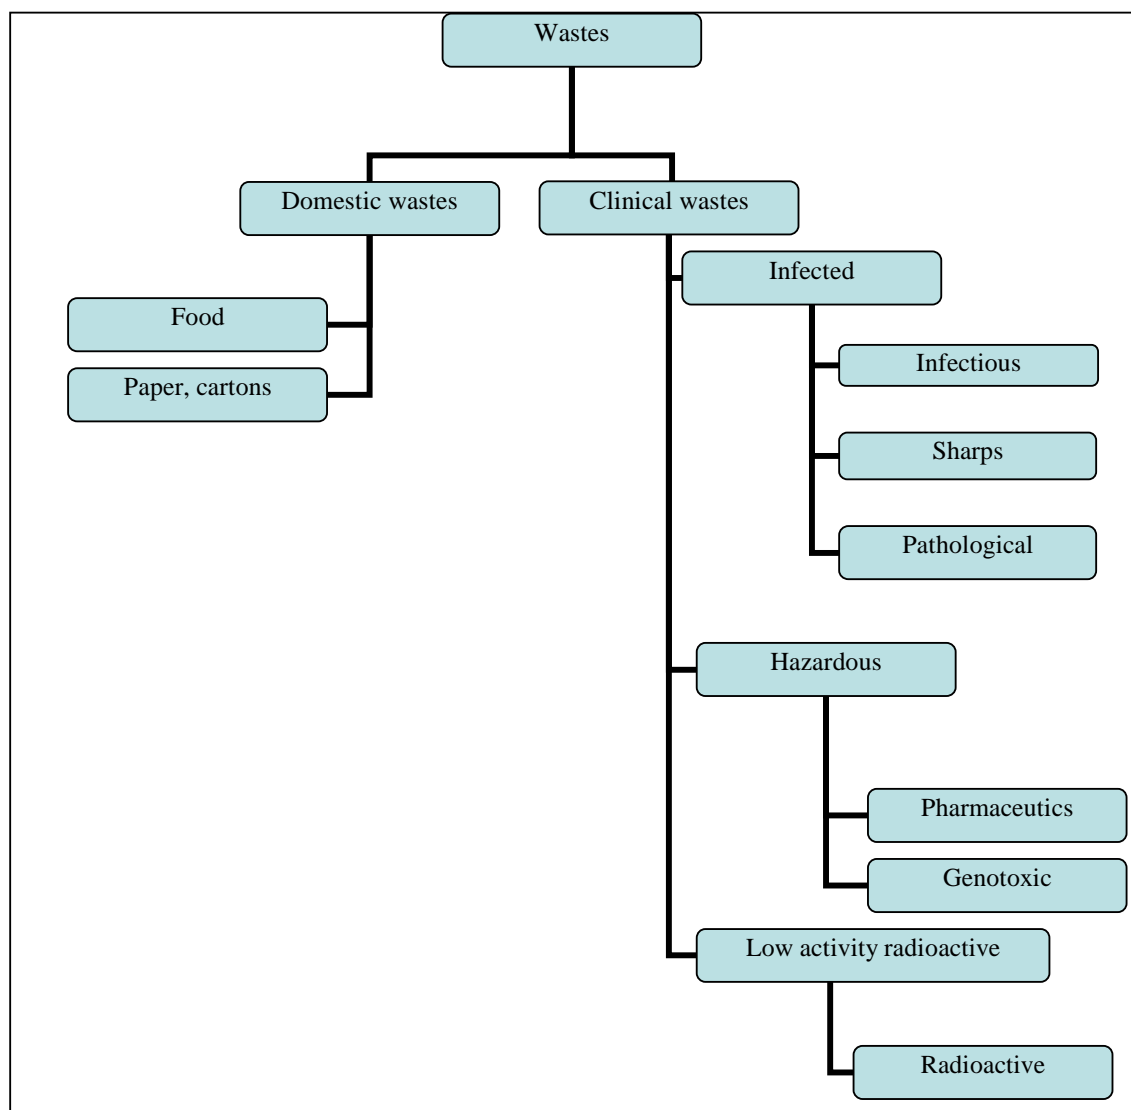 Wastes
Domestic wastes
Clinical wastes
Infected
Food
Infectious
Paper, cartons
Sharps
Pathological
Hazardous
Pharmaceutics
Genotoxic
Low activity radioactive
Radioactive